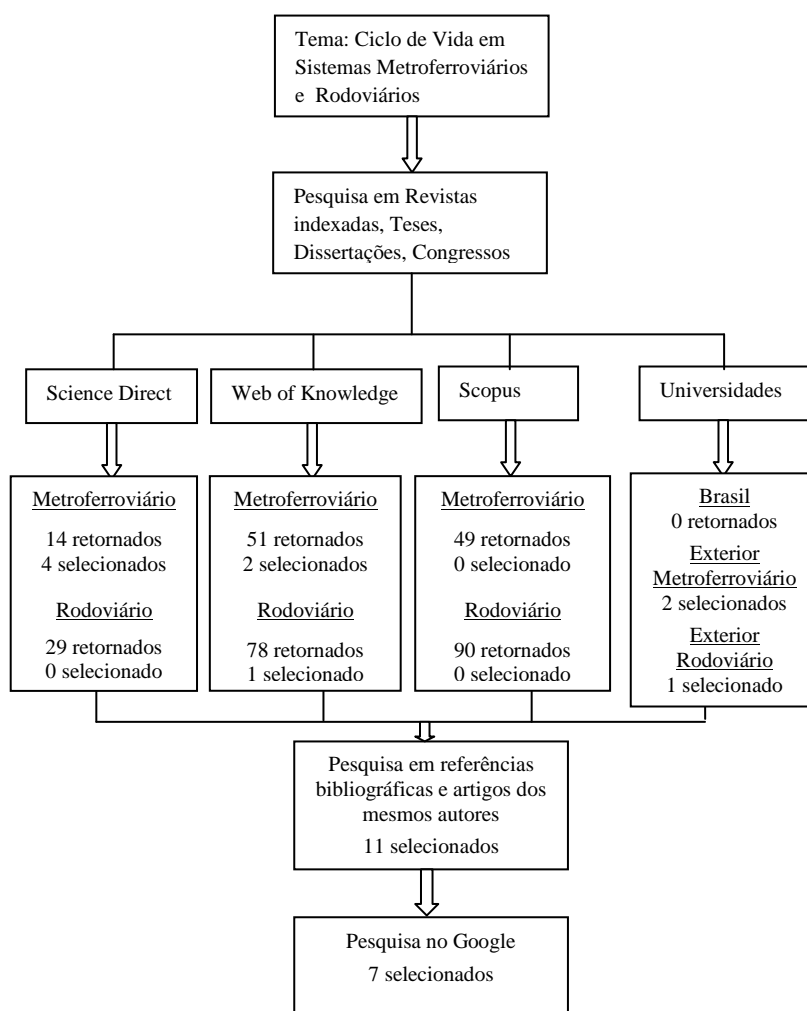 Tema: Ciclo de Vida em
Sistemas Metroferroviários
e Rodoviários
Pesquisa em Revistas
indexadas, Teses,
Dissertações, Congressos
Science Direct
Web of Knowledge
Scopus
Universidades
Metroferroviário
14 retornados
4 selecionados
Rodoviário
29 retornados
0 selecionado
Metroferroviário
51 retornados
2 selecionados
Rodoviário
78 retornados
1 selecionado
Metroferroviário
49 retornados
0 selecionados
Rodoviário
90 retornados
0 selecionados
Brasil
0 retornados
Exterior
Metroferroviário
2 selecionados
Exterior
Rodoviário
1 selecionado
Pesquisa em referências
bibliográficas e artigos dos
mesmos autores
11 selecionados
Pesquisa no Google
7 selecionados